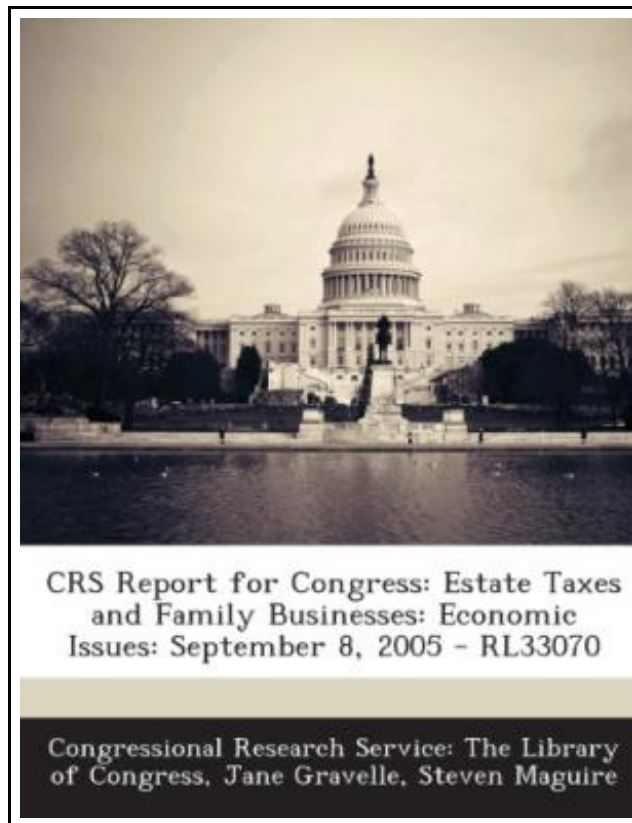 CRS Report for Congress: Estate Taxes
and Family Businesses: Economic
Issues: September 8, 2005 - RL33070
Congressional Research Service: The Library
of Congress, Jane Gravelle, Steven Maguire